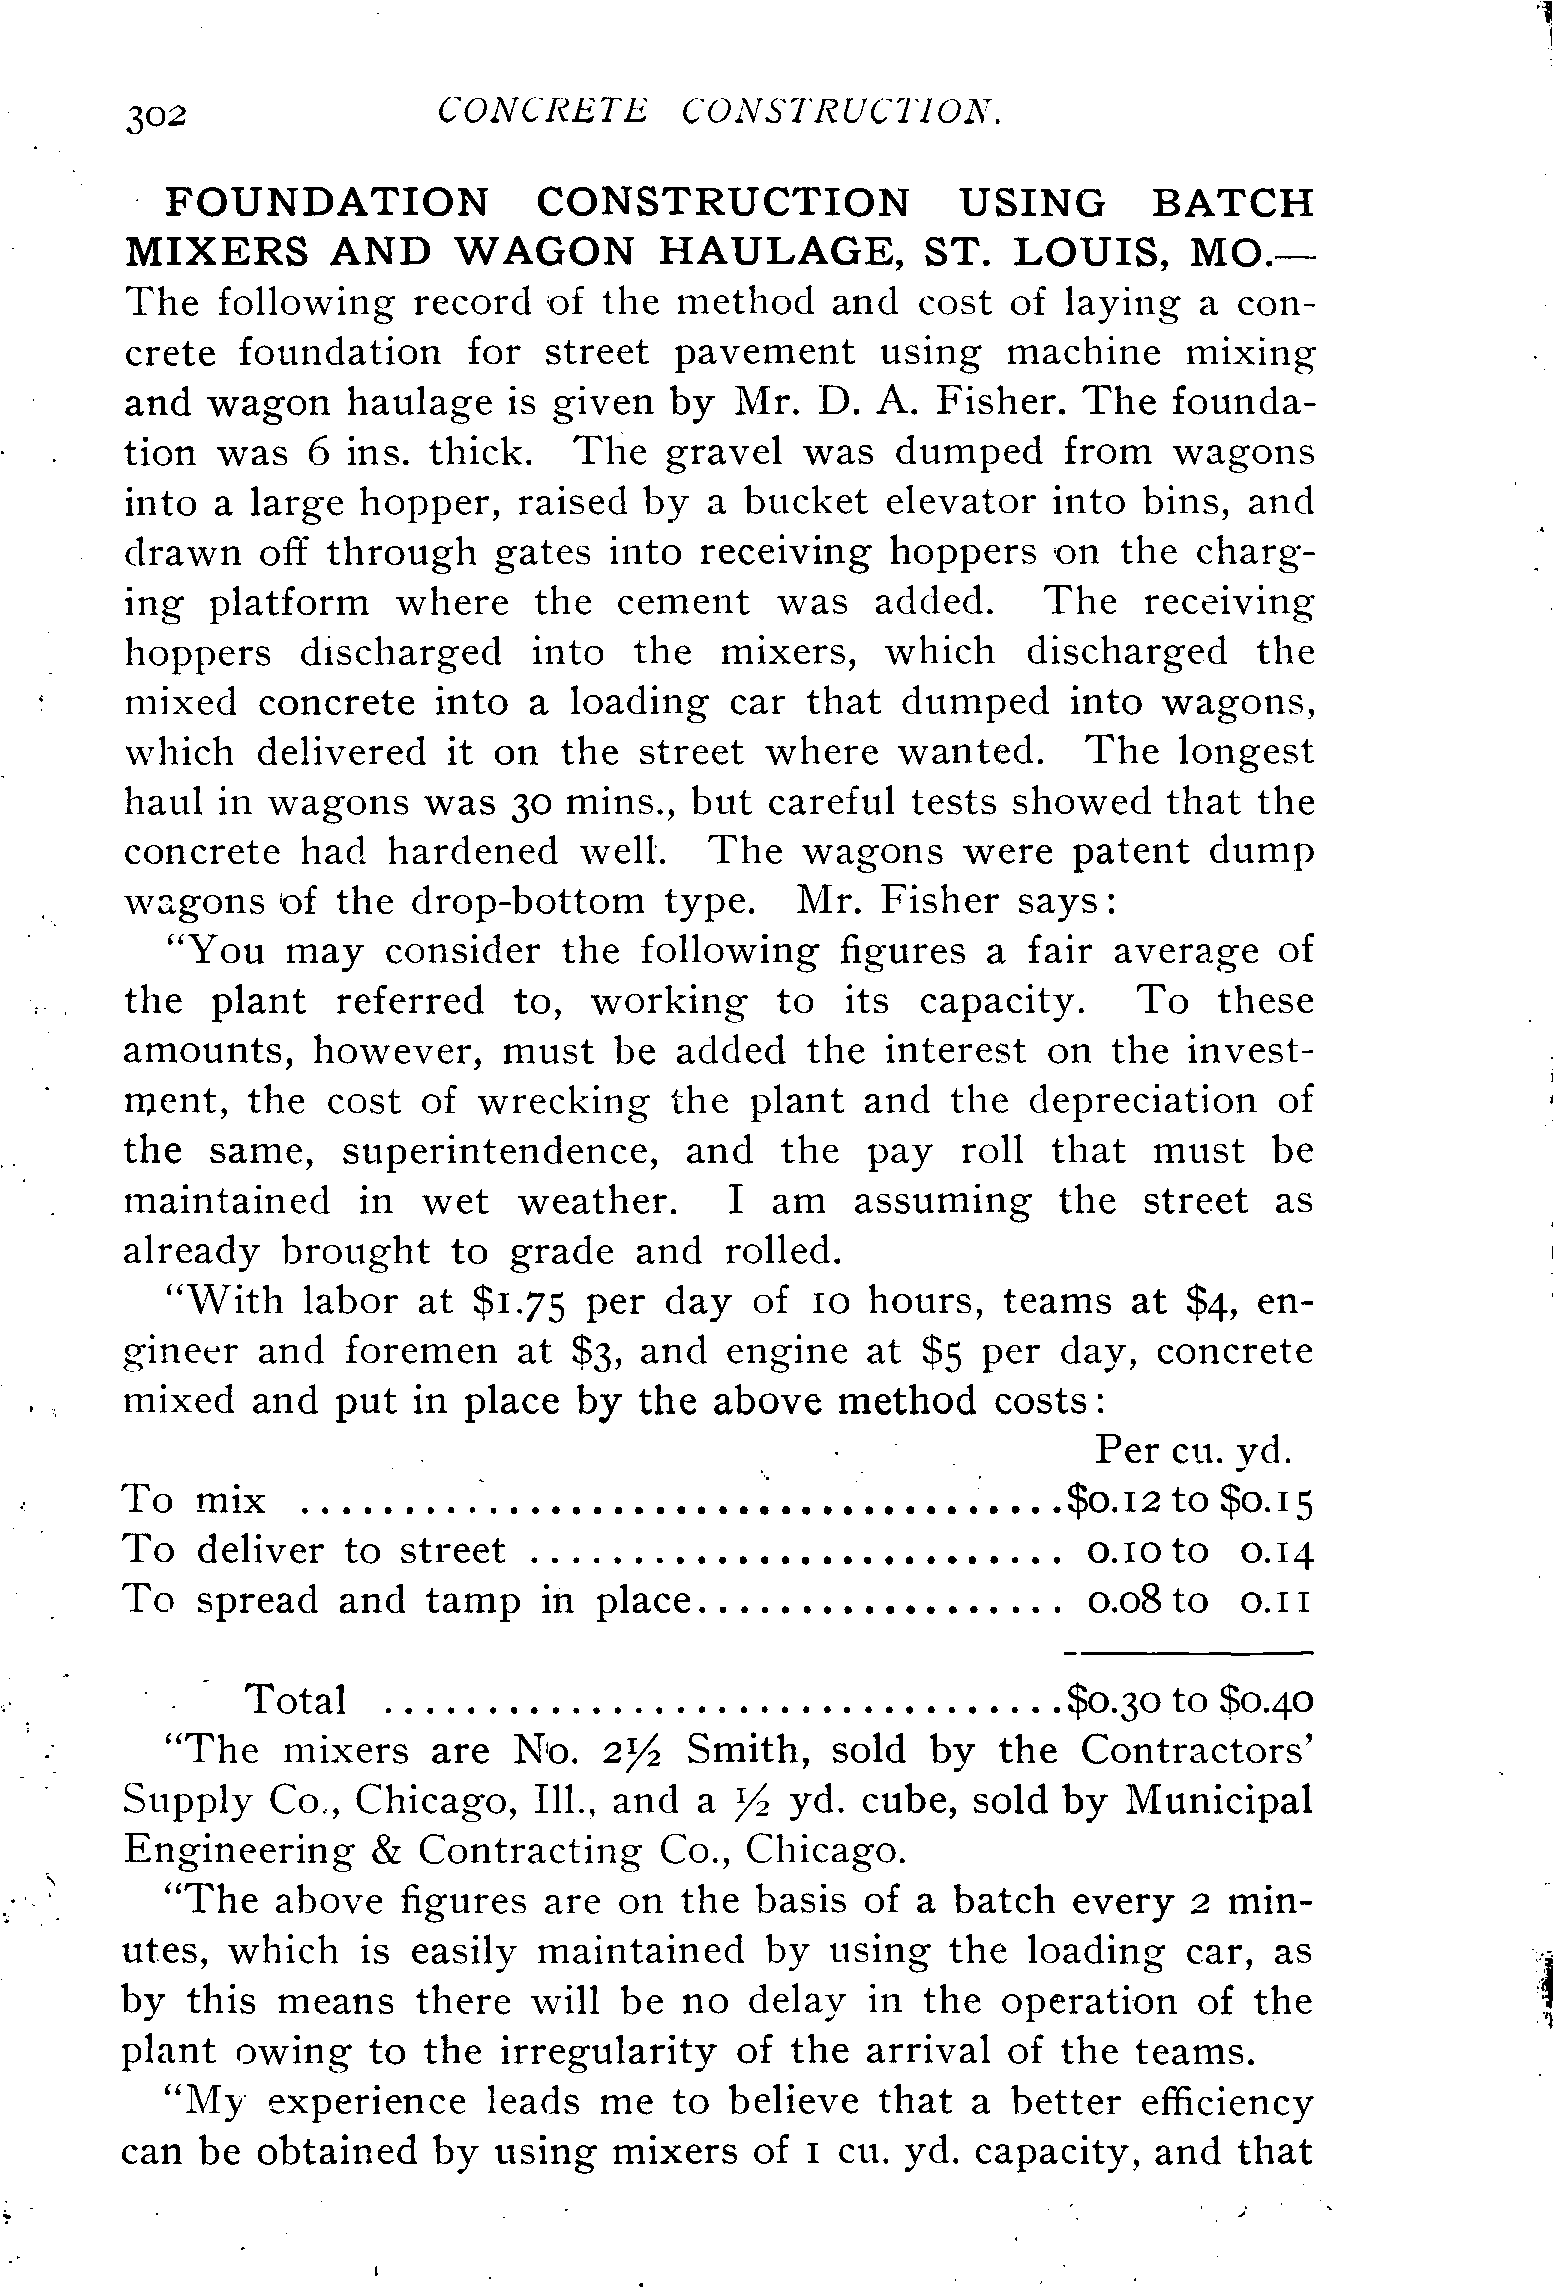 302 CONCRETE CONSTRUCTION.
FOUNDATION CONSTRUCTION USING BATCH
MIXERS AND WAGON HAULAGE, ST. LOUIS, MO.—
The following record of the method and cost of laying a con-
crete foundation for street pavement using machine mixing
and wagon haulage is given by Mr. D. A. Fisher. The founda-
tion was 6 ins. thick. The gravel was dumped from wagons
into a large hopper, raised by a bucket elevator into bins, and
drawn off through gates into receiving hoppers on the charg-
ing platform where the cement was added. The receiving
hoppers discharged into the mixers, which discharged the
mixed concrete into a loading car that dumped into wagons,
which delivered it on the street where wanted. The longest
haul in wagons was 30 mins., but careful tests showed that the
concrete had hardened well. The wagons were patent dump
wagons of the drop-bottom type. Mr. Fisher says:
"You may consider the following figures a fair average of
the plant referred to, working to its capacity. To these
amounts, however, must be added the interest on the invest-
ment, the cost of wrecking the plant and the depreciation of
the same, superintendence, and the pay roll that must be
maintained in wet weather. I am assuming the street as
already brought to grade and rolled.
"With labor at $1.75 per day of 10 hours, teams at $4, en-
gineer and foremen at $3, and engine at $5 per day, concrete
mixed and put in place by the above method costs:
Per cu. yd.
To mix .....................................$0.12 to $0.15
To deliver to street .......................... 0.10 to 0.14
To spread and tamp in place.................. 0.08 to 0.11
Total .................................$0.30 to $0.40
"The mixers are No. 2½ Smith, sold by the Contractors'
Supply Co., Chicago, Ill., and a ½ yd. cube, sold by Municipal
Engineering & Contracting Co., Chicago.
"The above figures are on the basis of a batch every 2 min-
utes, which is easily maintained by using the loading car, as
by this means there will be no delay in the operation of the
plant owing to the irregularity of the arrival of the teams.
"My experience leads me to believe that a better efficiency
can be obtained by using mixers of 1 cu. yd. capacity, and that